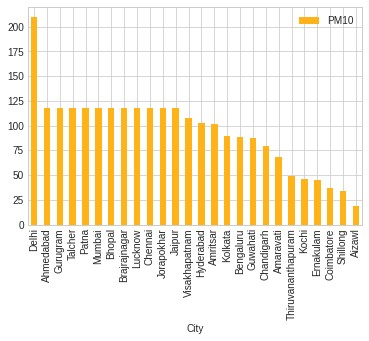 PM10
200
175
150
125
100
75
50
25
0
Delhi
Ahmedabad
Gurugram
Talcher
Patna
Mumbai
Bhopal
Brajrajnagar
Lucknow
Chennai
Jorapokhar
Jaipur
Visakhapatnam
Hyderabad
Amritsar
Kolkata
Bengaluru
Guwahati
Chandigarh
Amaravati
Thiruvananthapuram
Kochi
Ernakulam
Coimbatore
Shillong
Aizawl
City